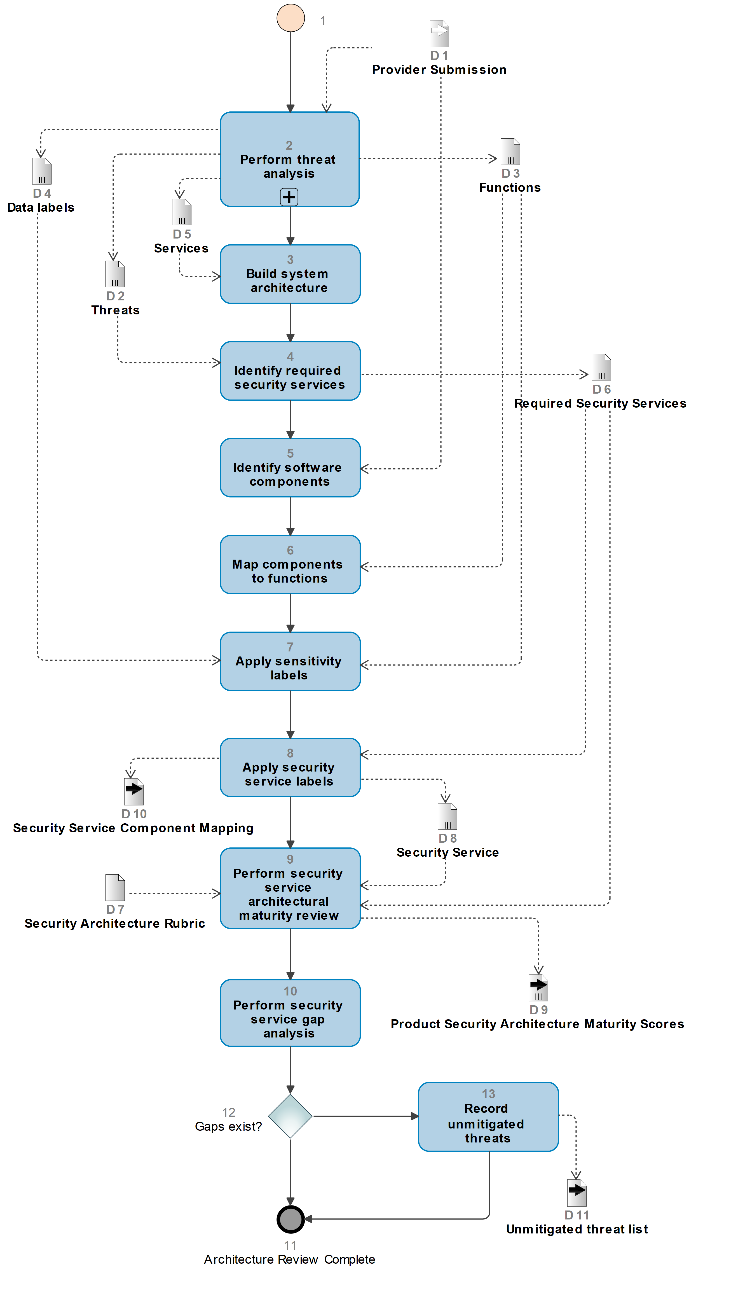 1
D 1
Provider Submission
2
Perform threat
analysis
D 3
Functions
D 4
Data labels
D 5
Services
3
Build system
architecture
D 2
Threats
4
Identify required
security services
D 6
Required Security Services
5
Identify software
components
6
Map components
to functions
7
Apply sensitivity
labels
8
Apply security
service labels
D 10
Security Service Component Mapping
D 8
Security Service
9
Perform security
service
architectural
maturity review
D 7
Security Architecture Rubric
10
Perform security
service gap
analysis
D 9
Product Security Architecture Maturity Scores
12
Gaps exist?
13
Record
unmitigated
threats
D 11
Unmitigated threat list
11
Architecture Review Complete